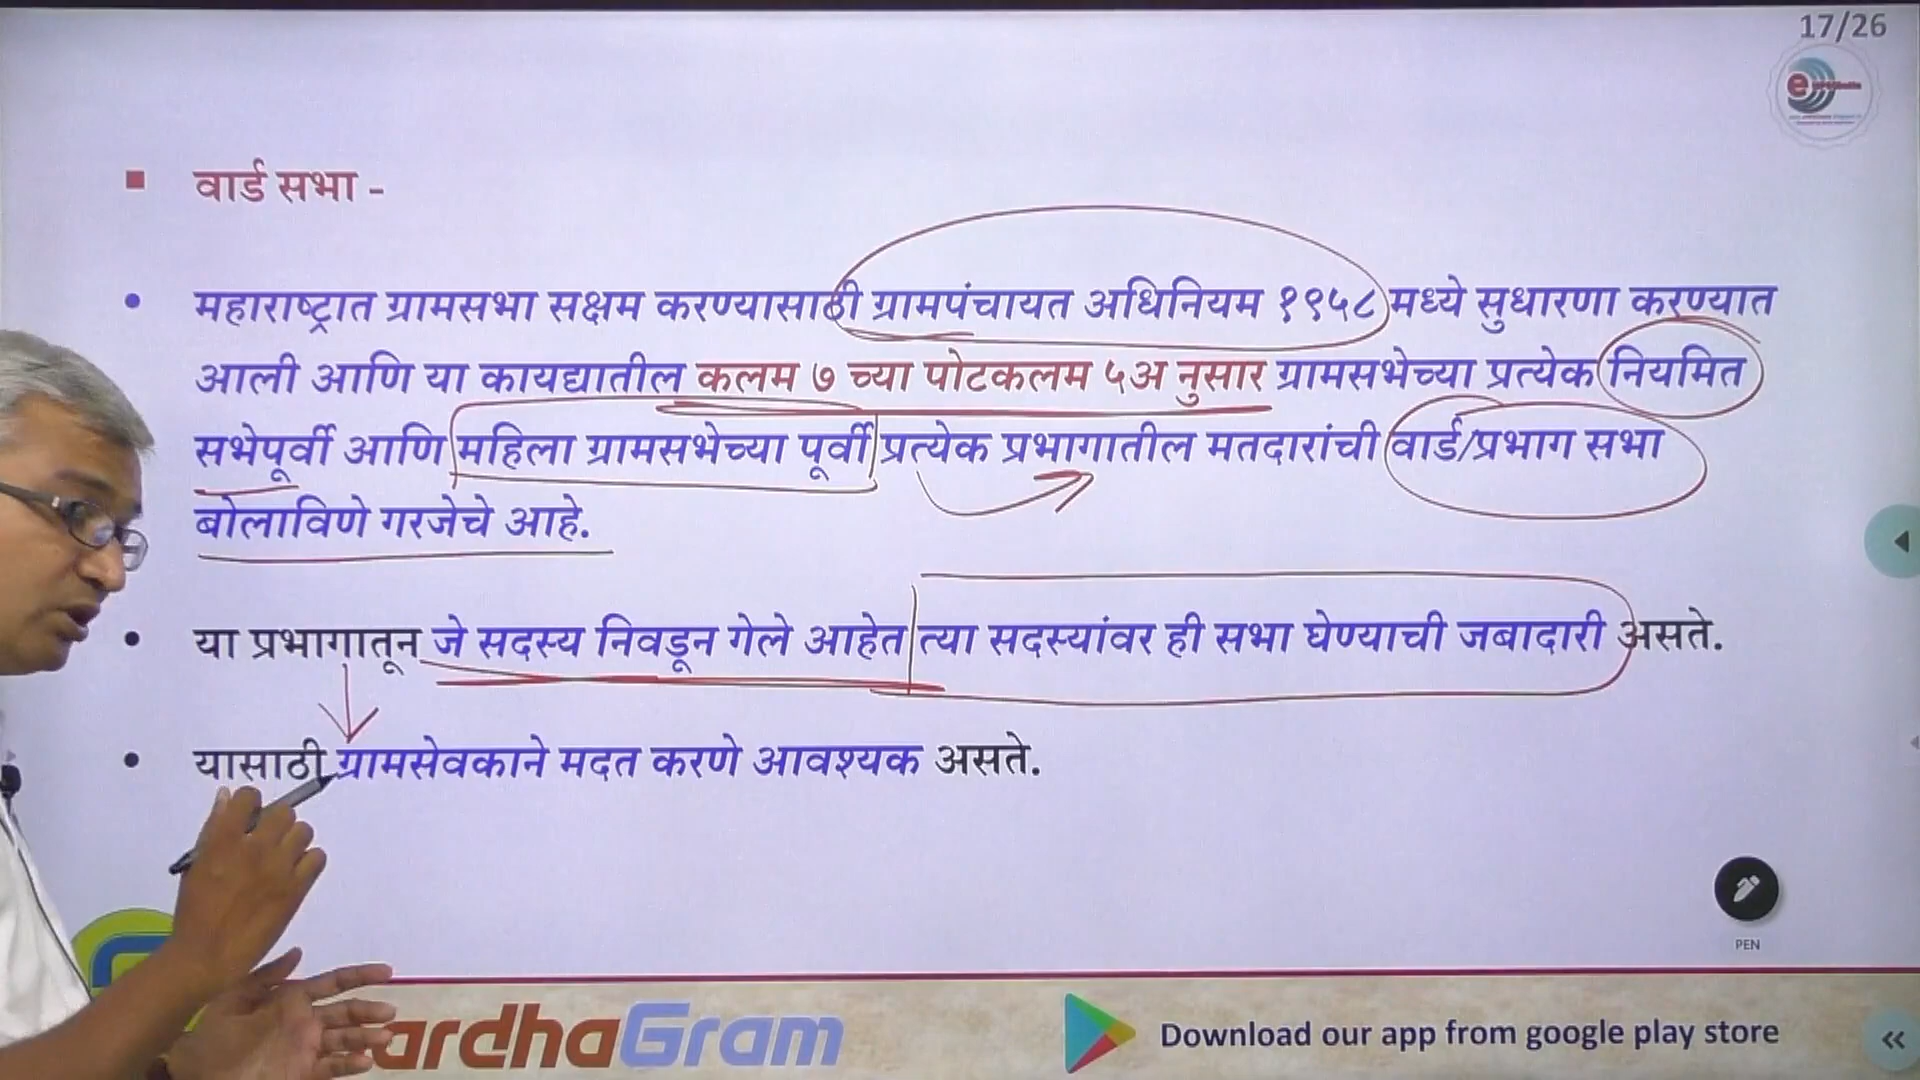 17/26
वार्ड सभा -
महाराष्ट्रात ग्रामसभा सक्षम करण्यासाठी ग्रामपंचायत अधिनियम १९५८ मध्ये सुधारणा करण्यात
आली आणि या कायद्यातील कलम ७ च्या पोटकलम ५अ नुसार ग्रामसभेच्या प्रत्येक नियमित
सभेपूर्वी आणि महिला ग्रामसभेच्या पूर्वी प्रत्येक प्रभागातील मतदारांची वार्ड/प्रभाग सभा
बोलाविणे गरजेचे आहे.
या प्रभागातून जे सदस्य निवडून गेले आहेत त्या सदस्यांवर ही सभा घेण्याची जबादारी असते.
यासाठी ग्रामसेवकाने मदत करणे आवश्यक असते.
PEN
ardhaGram
Download our app from google play store